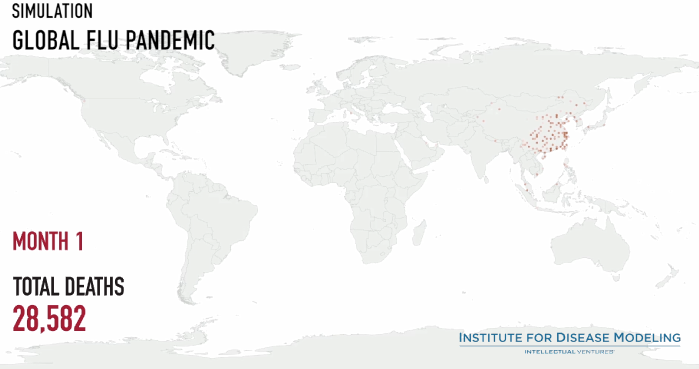 SIMULATION
GLOBAL FLU PANDEMIC
MONTH 1
TOTAL DEATHS
28,582
INSTITUTE FOR DISEASE MODELING
INTELLECTUAL VENTURES